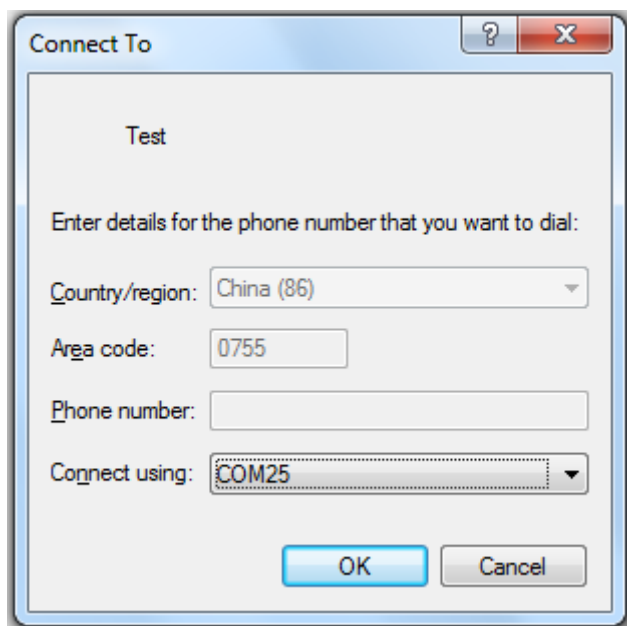 Connect To
Test
Enter details for the phone number that you want to dial:
Country/region: China (86)
Area code: 0755
Phone number:
Connect using: COM25
OK Cancel